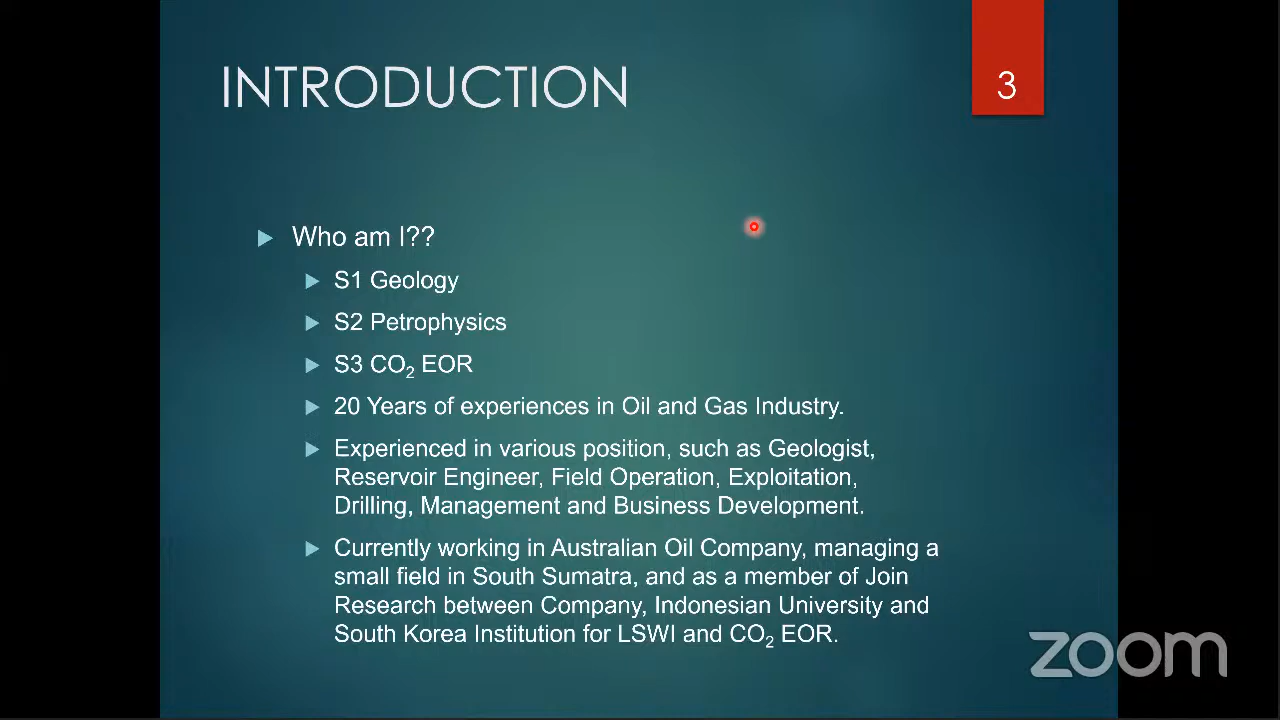 INTRODUCTION
3
Who am I??
S1 Geology
S2 Petrophysics
S3 CO₂ EOR
20 Years of experiences in Oil and Gas Industry.
Experienced in various position, such as Geologist,
Reservoir Engineer, Field Operation, Exploitation,
Drilling, Management and Business Development.
Currently working in Australian Oil Company, managing a
small field in South Sumatra, and as a member of Join
Research between Company, Indonesian University and
South Korea Institution for LSWI and CO₂ EOR.
zoom